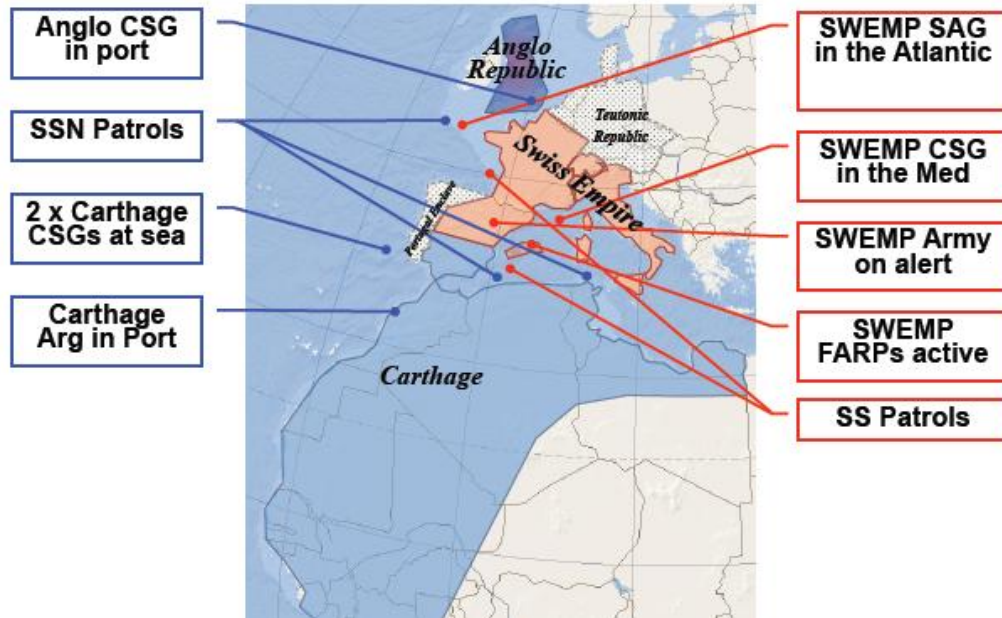 Anglo CSG
in port
SSN Patrols
2 x Carthage
CSGs at sea
Carthage
Arg in Port
Anglo
Republic
Teutonic
Republic
Swiss Empire
Carthage
SWEMP SAG
in the Atlantic
SWEMP CSG
in the Med
SWEMP Army
on alert
SWEMP
FARPs active
SS Patrols